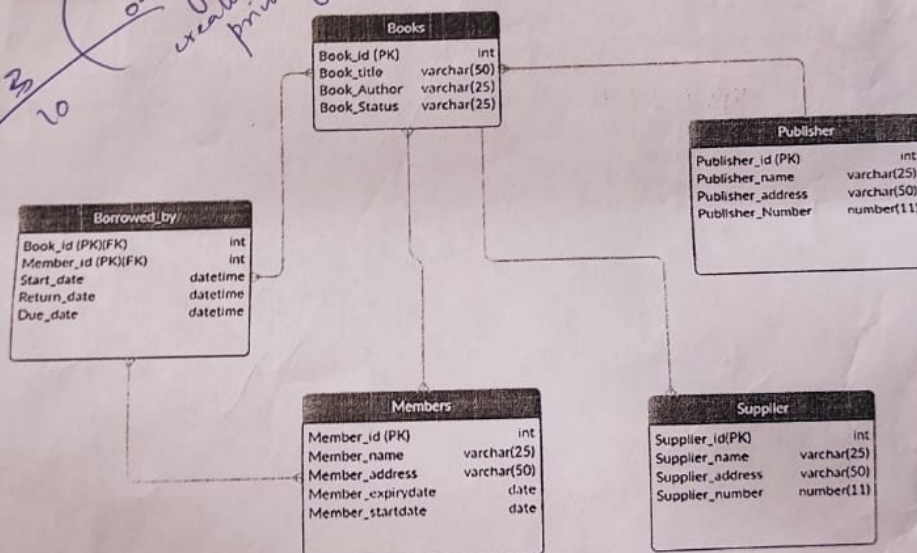 20
Books
Book_id (PK) int
Book_title varchar(50)
Book_Author varchar(25)
Book_Status varchar(25)
Publisher
Publisher_id (PK) int
Publisher_name varchar(25)
Publisher_address varchar(50)
Publisher_Number number(11)
Borrowed_by
Book_id (PK)(FK) int
Member_id (PK)(FK) int
Start_date datetime
Return_date datetime
Due_date datetime
Members
Member_id (PK) int
Member_name varchar(25)
Member_address varchar(50)
Member_expirydate date
Member_startdate date
Supplier
Supplier_id(PK) int
Supplier_name varchar(25)
Supplier_address varchar(50)
Supplier_number number(11)